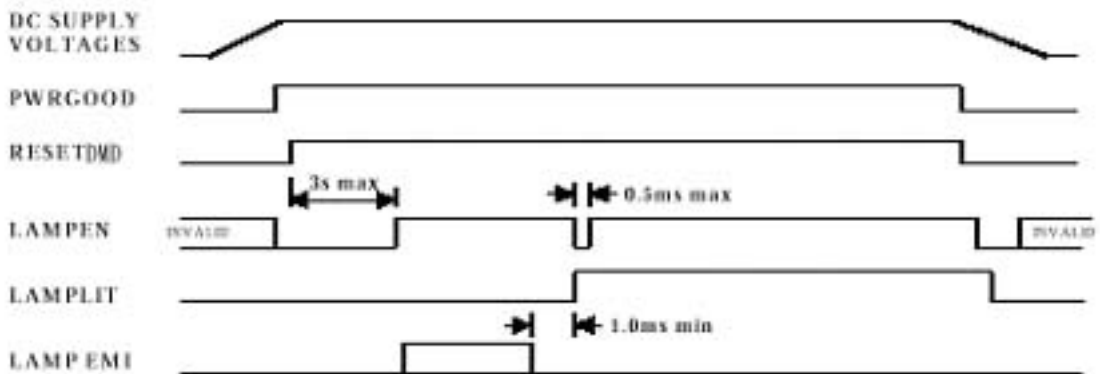 DC SUPPLY
VOLTAGES
PWRGOOD
RESETDMD
3s max
0.5ms max
LAMPEN
INVALID
INVALID
LAMPLIT
1.0ms min
LAMP EMI